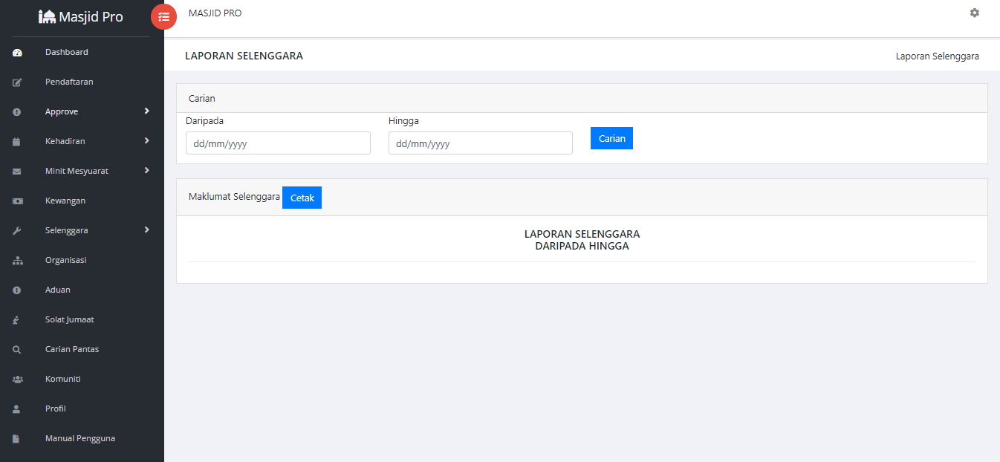 Masjid Pro
MASJID PRO
Dashboard
Pendaftaran
Approve
Kehadiran
Minit Mesyuarat
Kewangan
Selenggara
Organisasi
Aduan
Solat Jumaat
Carian Pantas
Komuniti
Profil
Manual Pengguna
LAPORAN SELENGGARA
Laporan Selenggara
Carian
Daripada
Hingga
dd/mm/yyyy
dd/mm/yyyy
Carian
Maklumat Selenggara
Cetak
LAPORAN SELENGGARA
DARIPADA HINGGA